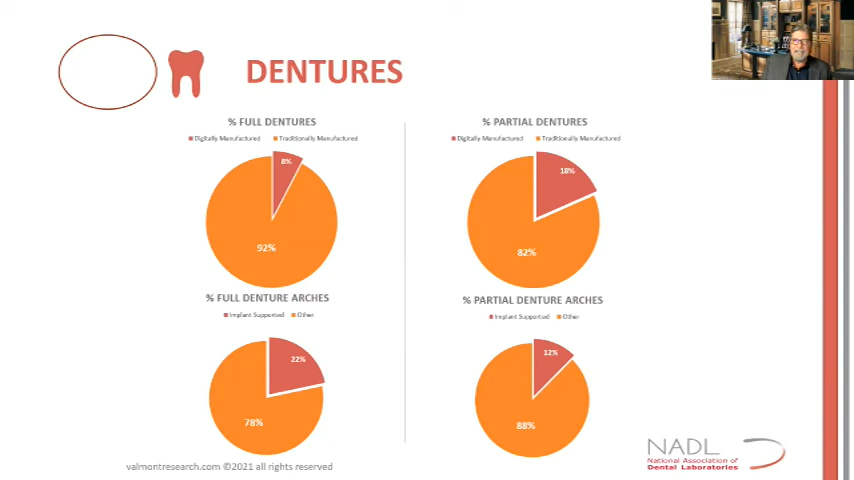 DENTURES
% FULL DENTURES
Digitally Manufactured Traditionally Manufactured
8%
92%
% PARTIAL DENTURES
Digitally Manufactured Traditionally Manufactured
18%
82%
% FULL DENTURE ARCHES
Implant Supported Other
22%
78%
% PARTIAL DENTURE ARCHES
Implant Supported Other
12%
88%
valmontresearch.com ©2021 all rights reserved
NADL
National Association of
Dental Laboratories